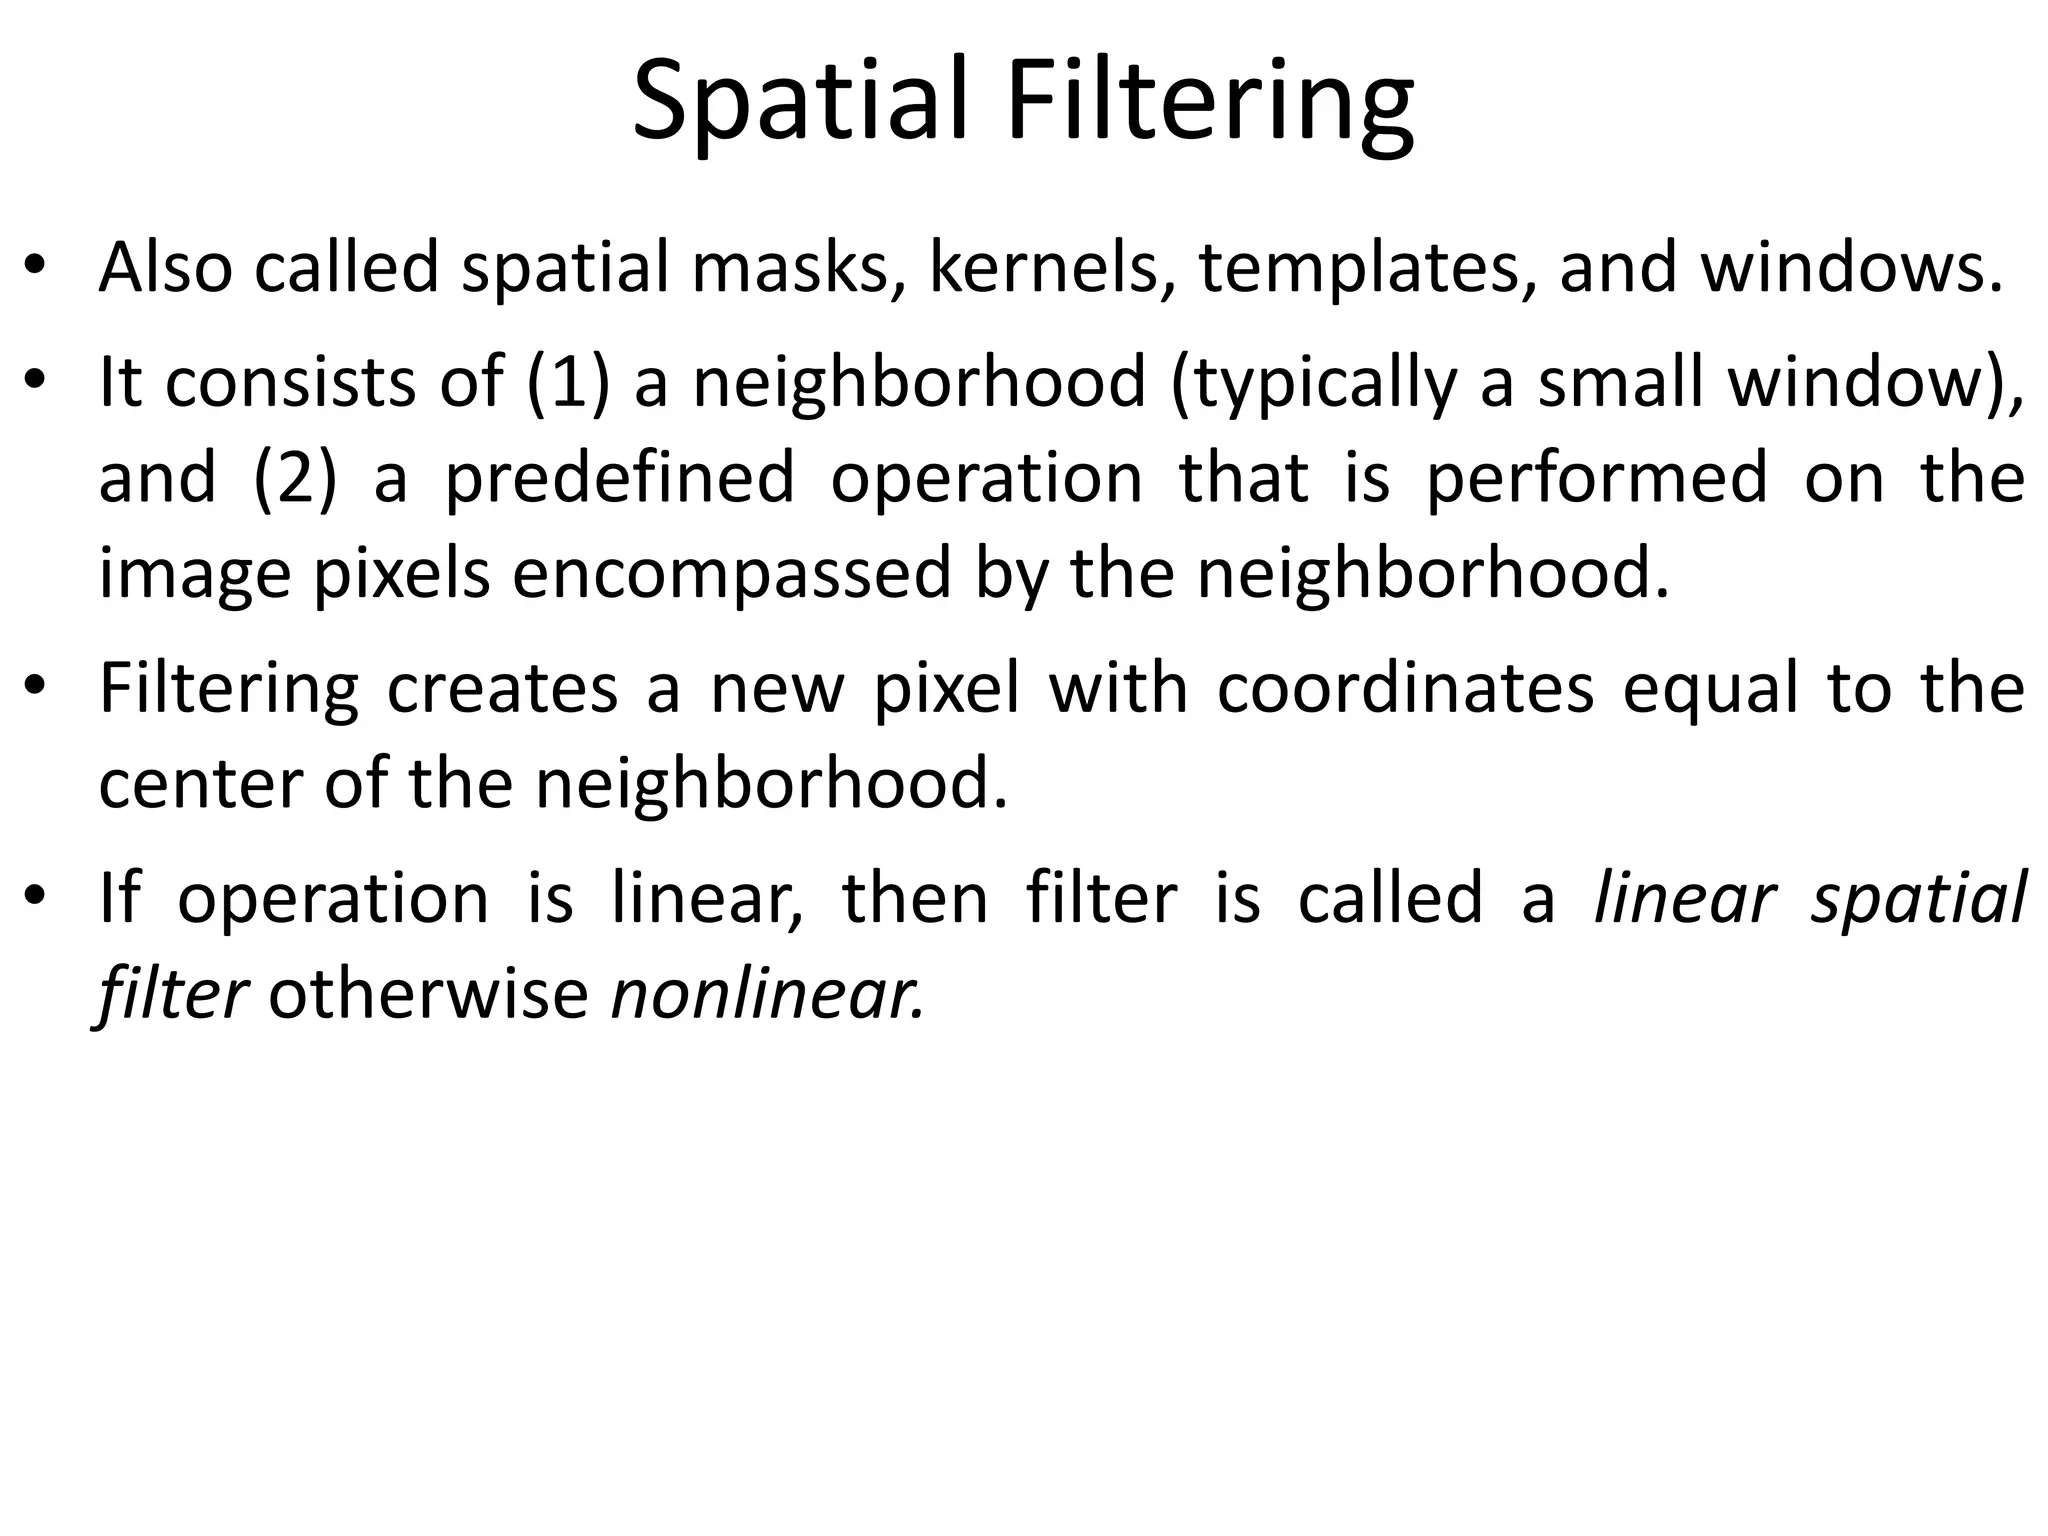 Spatial Filtering
• Also called spatial masks, kernels, templates, and windows.
• It consists of (1) a neighborhood (typically a small window),
and (2) a predefined operation that is performed on the
image pixels encompassed by the neighborhood.
• Filtering creates a new pixel with coordinates equal to the
center of the neighborhood.
• If operation is linear, then filter is called a linear spatial
filter otherwise nonlinear.